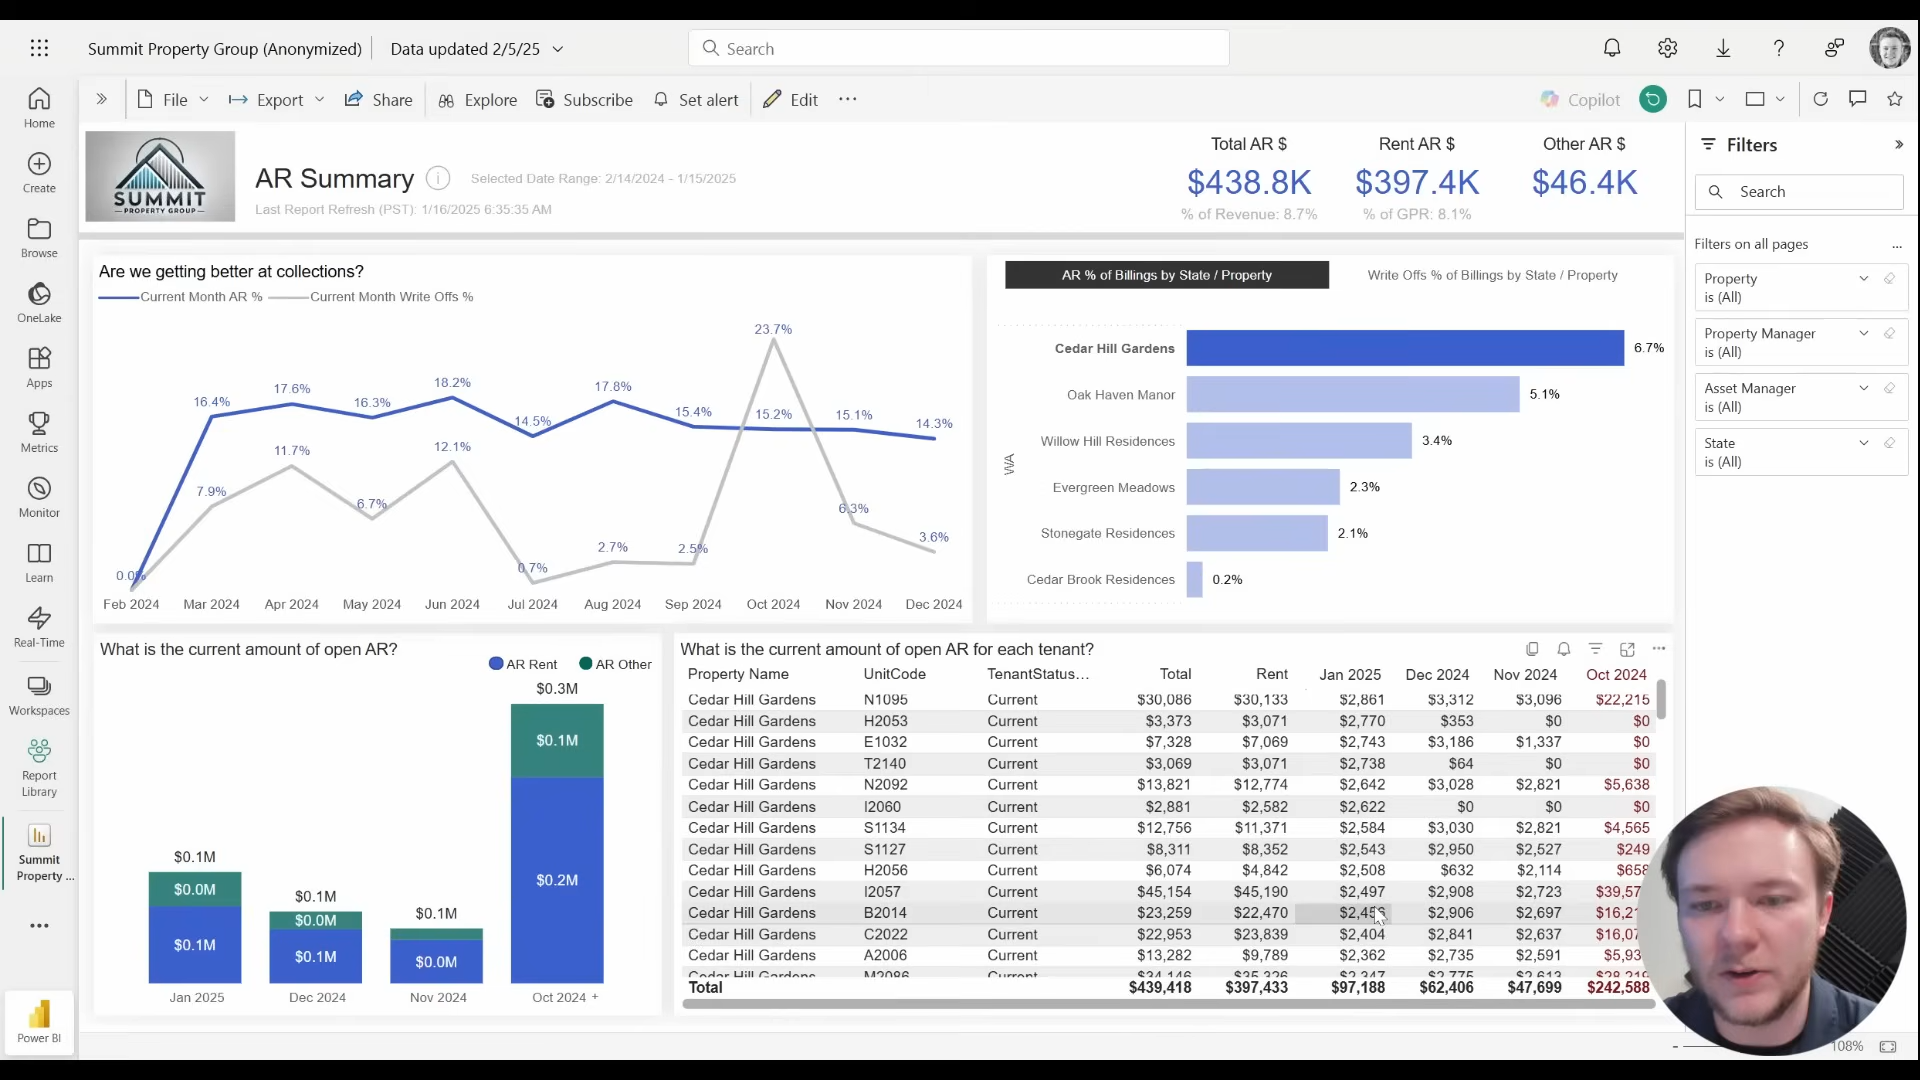 Summit Property Group (Anonymized)
Data updated 2/5/25
Search
File
Export
Share
Explore
Subscribe
Set alert
Edit
Copilot
Home
Create
Browse
OneLake
Apps
Metrics
Monitor
Learn
Real-Time
Workspaces
Report Library
Summit Property ...
Power BI
SUMMIT
PROPERTY GROUP
AR Summary
Selected Date Range: 2/14/2024 - 1/15/2025
Last Report Refresh (PST): 1/16/2025 6:35:35 AM
Total AR $
$438.8K
% of Revenue: 8.7%
Rent AR $
$397.4K
% of GPR: 8.1%
Other AR $
$46.4K
Are we getting better at collections?
Current Month AR %
Current Month Write Offs %
23.7%
16.4% 17.6% 16.3% 18.2% 14.5% 17.8% 15.4% 15.2% 15.1% 14.3%
0.0% 7.9% 11.7% 6.7% 12.1% 0.7% 2.7% 2.5% 6.3% 3.6%
Feb 2024 Mar 2024 Apr 2024 May 2024 Jun 2024 Jul 2024 Aug 2024 Sep 2024 Oct 2024 Nov 2024 Dec 2024
AR % of Billings by State / Property
Write Offs % of Billings by State / Property
WA
Cedar Hill Gardens 6.7%
Oak Haven Manor 5.1%
Willow Hill Residences 3.4%
Evergreen Meadows 2.3%
Stonegate Residences 2.1%
Cedar Brook Residences 0.2%
What is the current amount of open AR?
AR Rent
AR Other
$0.3M
$0.1M
$0.2M
$0.1M
$0.0M
$0.1M
$0.1M
$0.0M
$0.1M
$0.1M
$0.0M
Jan 2025 Dec 2024 Nov 2024 Oct 2024 +
What is the current amount of open AR for each tenant?
Property Name UnitCode TenantStatus... Total Rent Jan 2025 Dec 2024 Nov 2024 Oct 2024
Cedar Hill Gardens N1095 Current $30,086 $30,133 $2,861 $3,312 $3,096 $22,215
Cedar Hill Gardens H2053 Current $3,373 $3,071 $2,770 $353 $0 $0
Cedar Hill Gardens E1032 Current $7,328 $7,069 $2,743 $3,186 $1,337 $0
Cedar Hill Gardens T2140 Current $3,069 $3,071 $2,738 $64 $0 $0
Cedar Hill Gardens N2092 Current $13,821 $12,774 $2,642 $3,028 $2,821 $5,638
Cedar Hill Gardens I2060 Current $2,881 $2,582 $2,622 $0 $0 $0
Cedar Hill Gardens S1134 Current $12,756 $11,371 $2,584 $3,030 $2,821 $4,565
Cedar Hill Gardens S1127 Current $8,311 $8,352 $2,543 $2,950 $2,527 $249
Cedar Hill Gardens H2056 Current $6,074 $4,842 $2,508 $632 $2,114 $658
Cedar Hill Gardens I2057 Current $45,154 $45,190 $2,497 $2,908 $2,723
Cedar Hill Gardens B2014 Current $23,259 $22,470 $2,906 $2,697
Cedar Hill Gardens C2022 Current $22,953 $23,839 $2,404 $2,841 $2,637
Cedar Hill Gardens A2006 Current $13,282 $9,789 $2,362 $2,735 $2,591
Cedar Hill Gardens M2086 Current
Total $439,418 $397,433 $97,188 $62,406 $47,699 $242,588
Filters
Search
Filters on all pages
Property
is (All)
Property Manager
is (All)
Asset Manager
is (All)
State
is (All)
108%